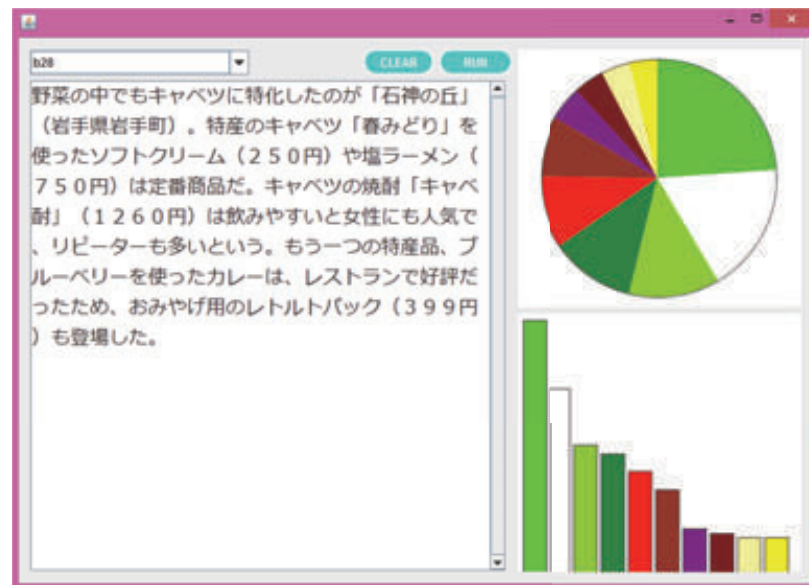 b28
CLEAR
RUN
野菜の中でもキャベツに特化したのが「石神の丘」
（岩手県岩手町）。特産のキャベツ「春みどり」を
使ったソフトクリーム（２５０円）や塩ラーメン（
７５０円）は定番商品だ。キャベツの焼酎「キャベ
酎」（１２６０円）は飲みやすいと女性にも人気で
、リピーターも多いという。もう一つの特産品、ブ
ルーベリーを使ったカレーは、レストランで好評だ
ったため、おみやげ用のレトルトパック（３９９円
）も登場した。